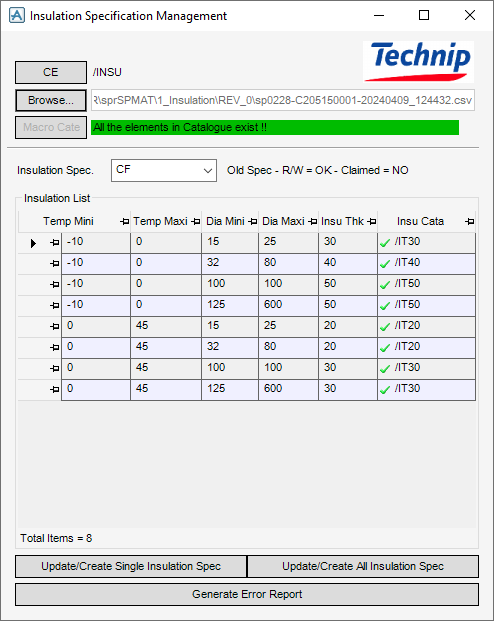 Insulation Specification Management
Technip
CE /INSU
Browse... R\sprSPMAT\1_Insulation\REV_0\sp0228-C205150001-20240409_124432.csv
Macro Cate All the elements in Catalogue exist !!
Insulation Spec. CF Old Spec - R/W = OK - Claimed = NO
Insulation List
Temp Mini Temp Maxi Dia Mini Dia Maxi Insu Thk Insu Cata
-10 0 15 25 30 /IT30
-10 0 32 80 40 /IT40
-10 0 100 100 50 /IT50
-10 0 125 600 50 /IT50
0 45 15 25 20 /IT20
0 45 32 80 20 /IT20
0 45 100 100 30 /IT30
0 45 125 600 30 /IT30
Total Items = 8
Update/Create Single Insulation Spec Update/Create All Insulation Spec
Generate Error Report